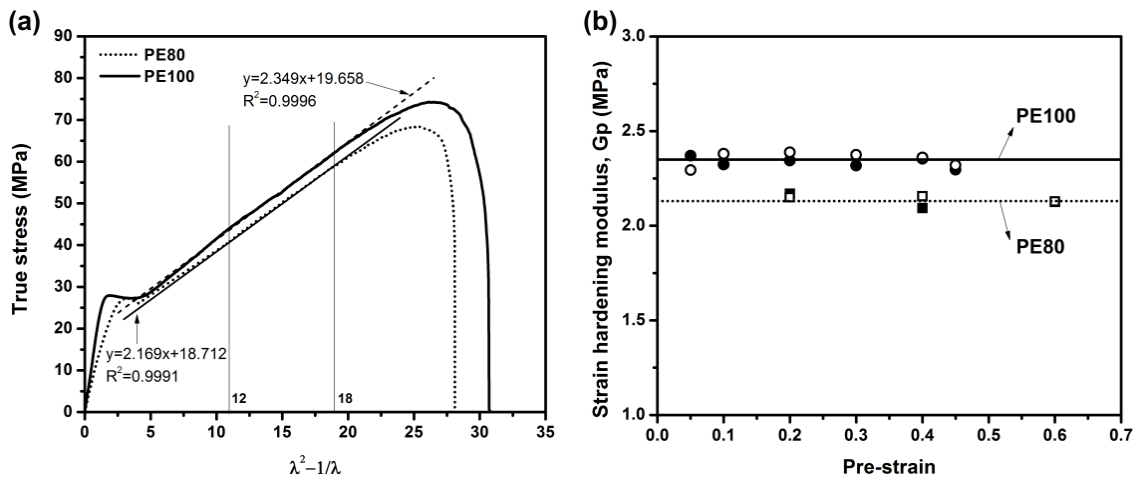 (a)
90
80
70
60
50
40
30
20
10
0
True stress (MPa)
PE80
PE100
y=2.349x+19.658
R²=0.9996
y=2.169x+18.712
R²=0.9991
12
18
0
5
10
15
20
25
30
35
λ²−1/λ
(b)
3.0
2.5
2.0
1.5
1.0
Strain hardening modulus, Gp (MPa)
PE100
PE80
0.0
0.1
0.2
0.3
0.4
0.5
0.6
0.7
Pre-strain